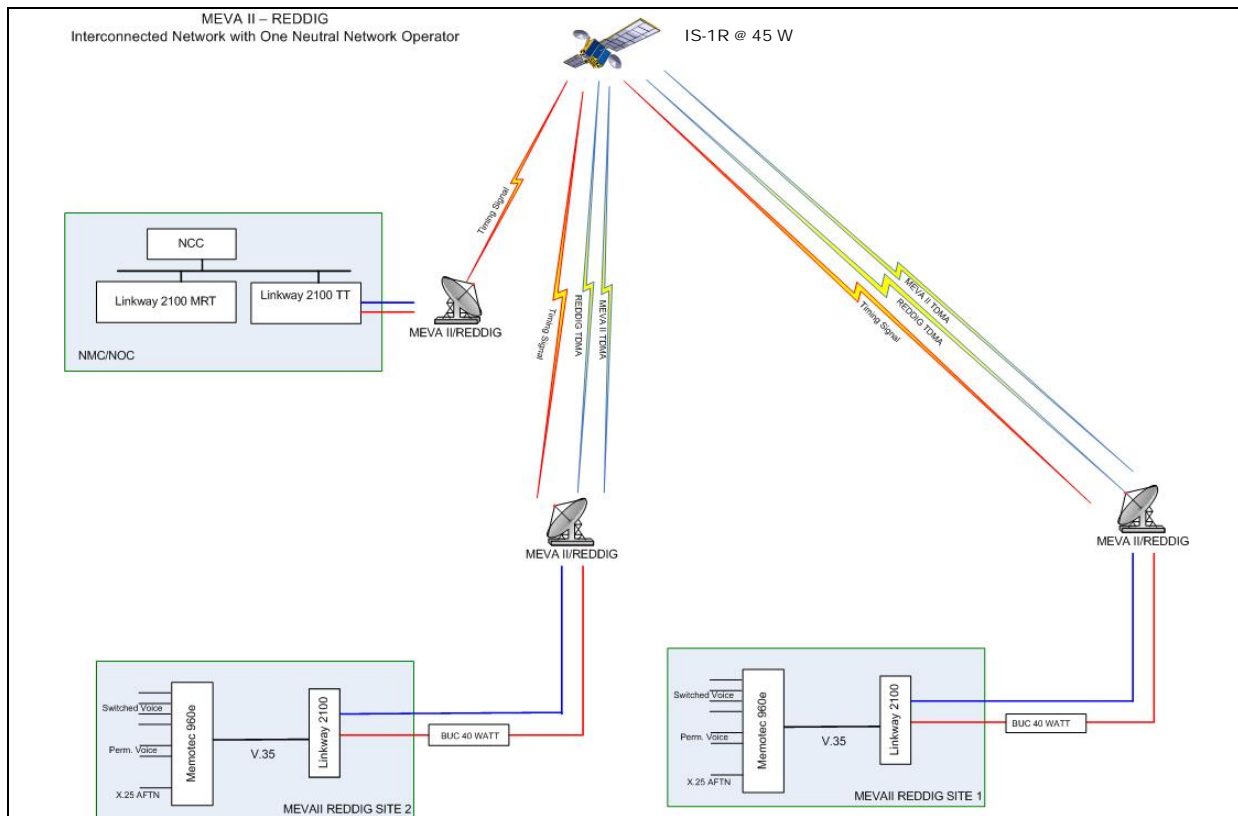 MEVA II – REDDIG
Interconnected Network with One Neutral Network Operator
IS-1R @ 45 W
Timing Signal
NCC
Linkway 2100 MRT
Linkway 2100 TT
NMC/NOC
MEVA II/REDDIG
Timing Signal
REDDIG TDMA
MEVA II TDMA
MEVA II TDMA
REDDIG TDMA
Timing Signal
MEVA II/REDDIG
MEVA II/REDDIG
Switched Voice
Perm. Voice
X.25 AFTN
Memotec 960e
V.35
Linkway 2100
BUC 40 WATT
MEVAII REDDIG SITE 2
Switched Voice
Perm. Voice
X.25 AFTN
Memotec 960e
V.35
Linkway 2100
BUC 40 WATT
MEVAII REDDIG SITE 1